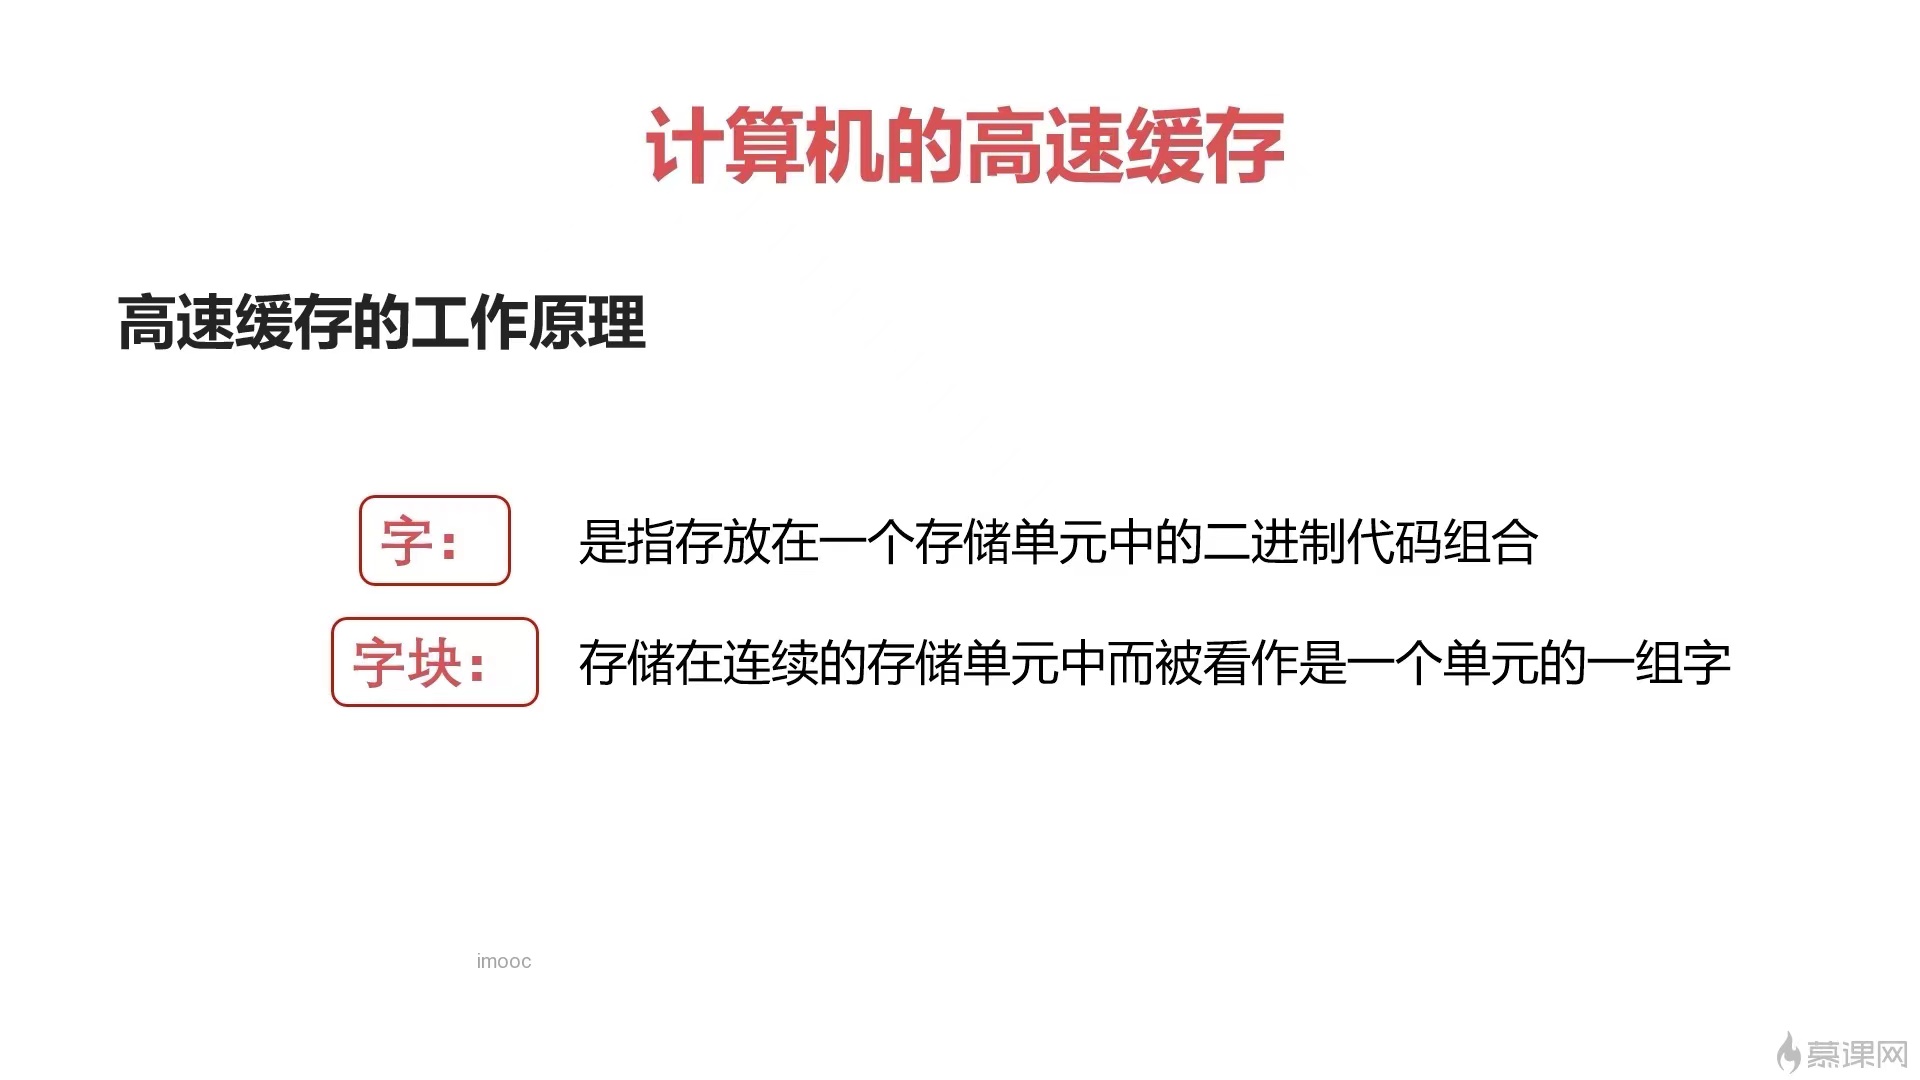 计算机的高速缓存
高速缓存的工作原理
字： 是指存放在一个存储单元中的二进制代码组合
字块： 存储在连续的存储单元中而被看作是一个单元的一组字
imooc
慕课网